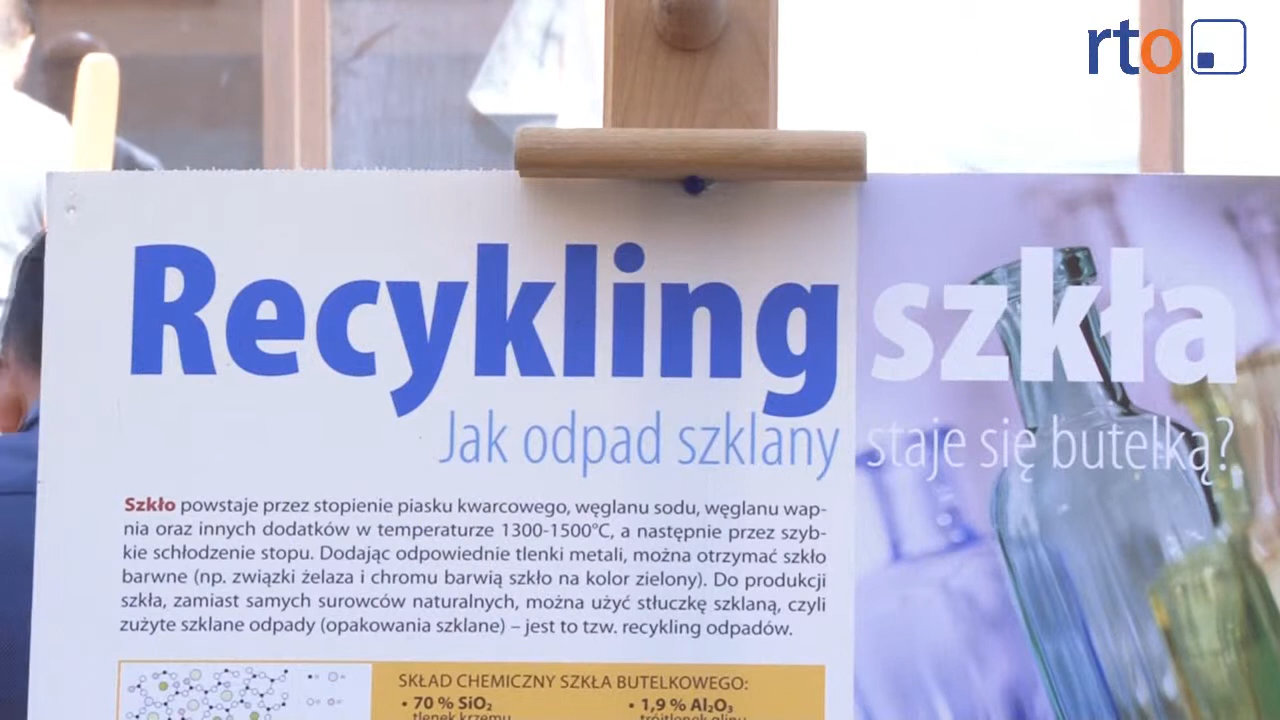 rto
Recykling szkła
Jak odpad szklany staje się butelką?
Szkło powstaje przez stopienie piasku kwarcowego, węglanu sodu, węglanu wap-
nia oraz innych dodatków w temperaturze 1300-1500°C, a następnie przez szyb-
kie schłodzenie stopu. Dodając odpowiednie tlenki metali, można otrzymać szkło
barwne (np. związki żelaza i chromu barwią szkło na kolor zielony). Do produkcji
szkła, zamiast samych surowców naturalnych, można użyć stłuczkę szklaną, czyli
zużyte szklane odpady (opakowania szklane) – jest to tzw. recykling odpadów.
SKŁAD CHEMICZNY SZKŁA BUTELKOWEGO:
• 70 % SiO₂ • 1,9 % Al₂O₃
tlenek krzemu trójtlenek glinu